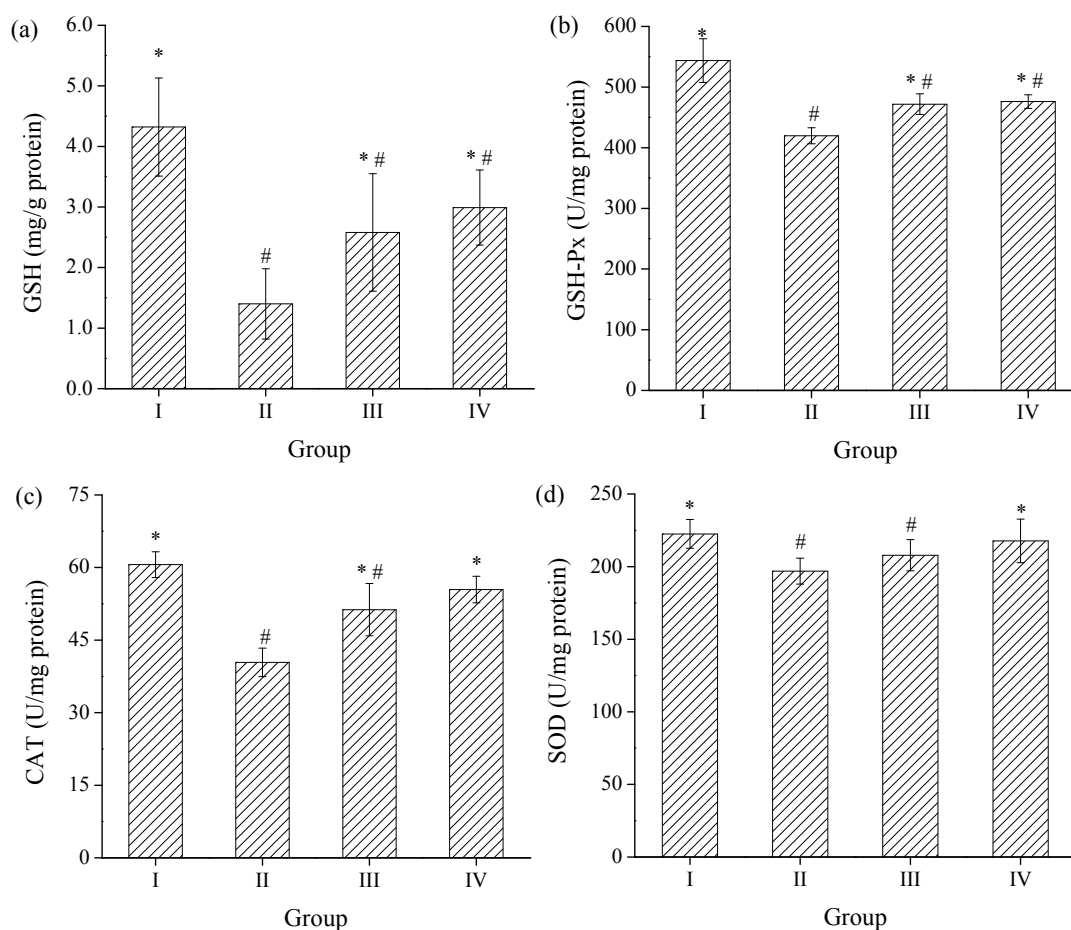 (a)
GSH (mg/g protein)
6.0
5.0
4.0
3.0
2.0
1.0
0.0
*
#
* #
* #
I II III IV
Group
(b)
GSH-Px (U/mg protein)
600
500
400
300
200
100
0
*
#
* #
* #
I II III IV
Group
(c)
CAT (U/mg protein)
75
60
45
30
15
0
*
#
* #
*
I II III IV
Group
(d)
SOD (U/mg protein)
250
200
150
100
50
0
*
#
#
*
I II III IV
Group